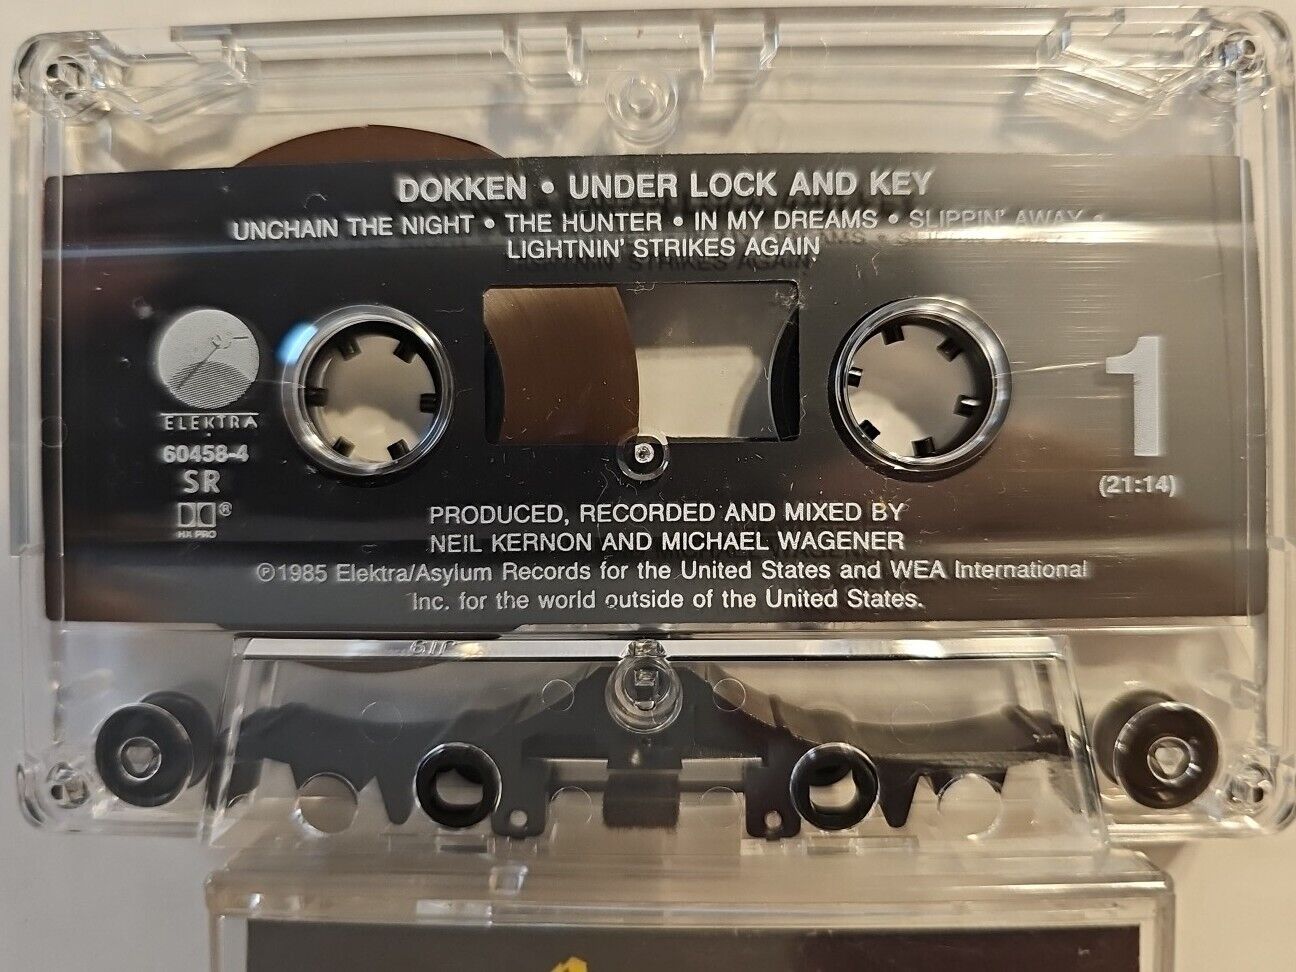 DOKKEN • UNDER LOCK AND KEY
UNCHAIN THE NIGHT • THE HUNTER • IN MY DREAMS • SLIPPIN' AWAY •
LIGHTNIN' STRIKES AGAIN
ELEKTRA
60458-4
SR
®
HX PRO
1
(21:14)
PRODUCED, RECORDED AND MIXED BY
NEIL KERNON AND MICHAEL WAGENER
℗1985 Elektra/Asylum Records for the United States and WEA International
Inc. for the world outside of the United States.